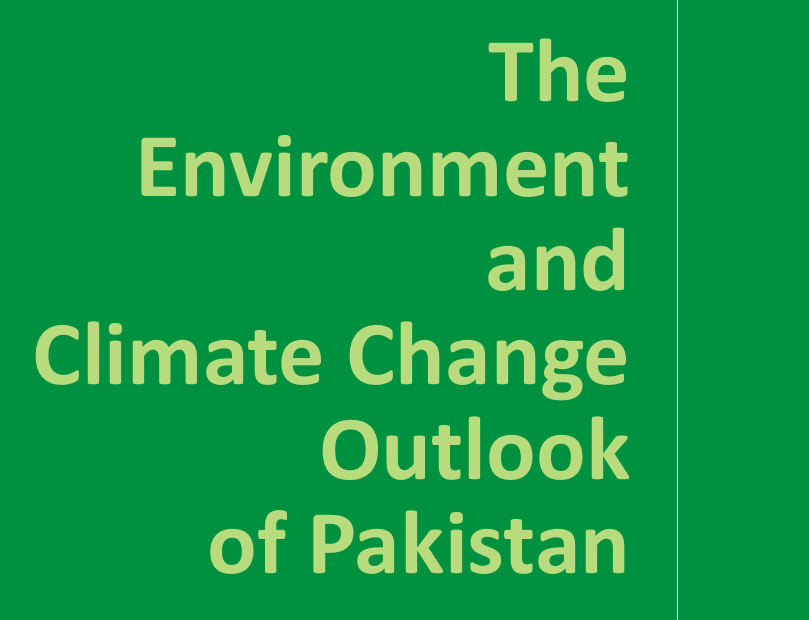 The
Environment
and
Climate Change
Outlook
of Pakistan